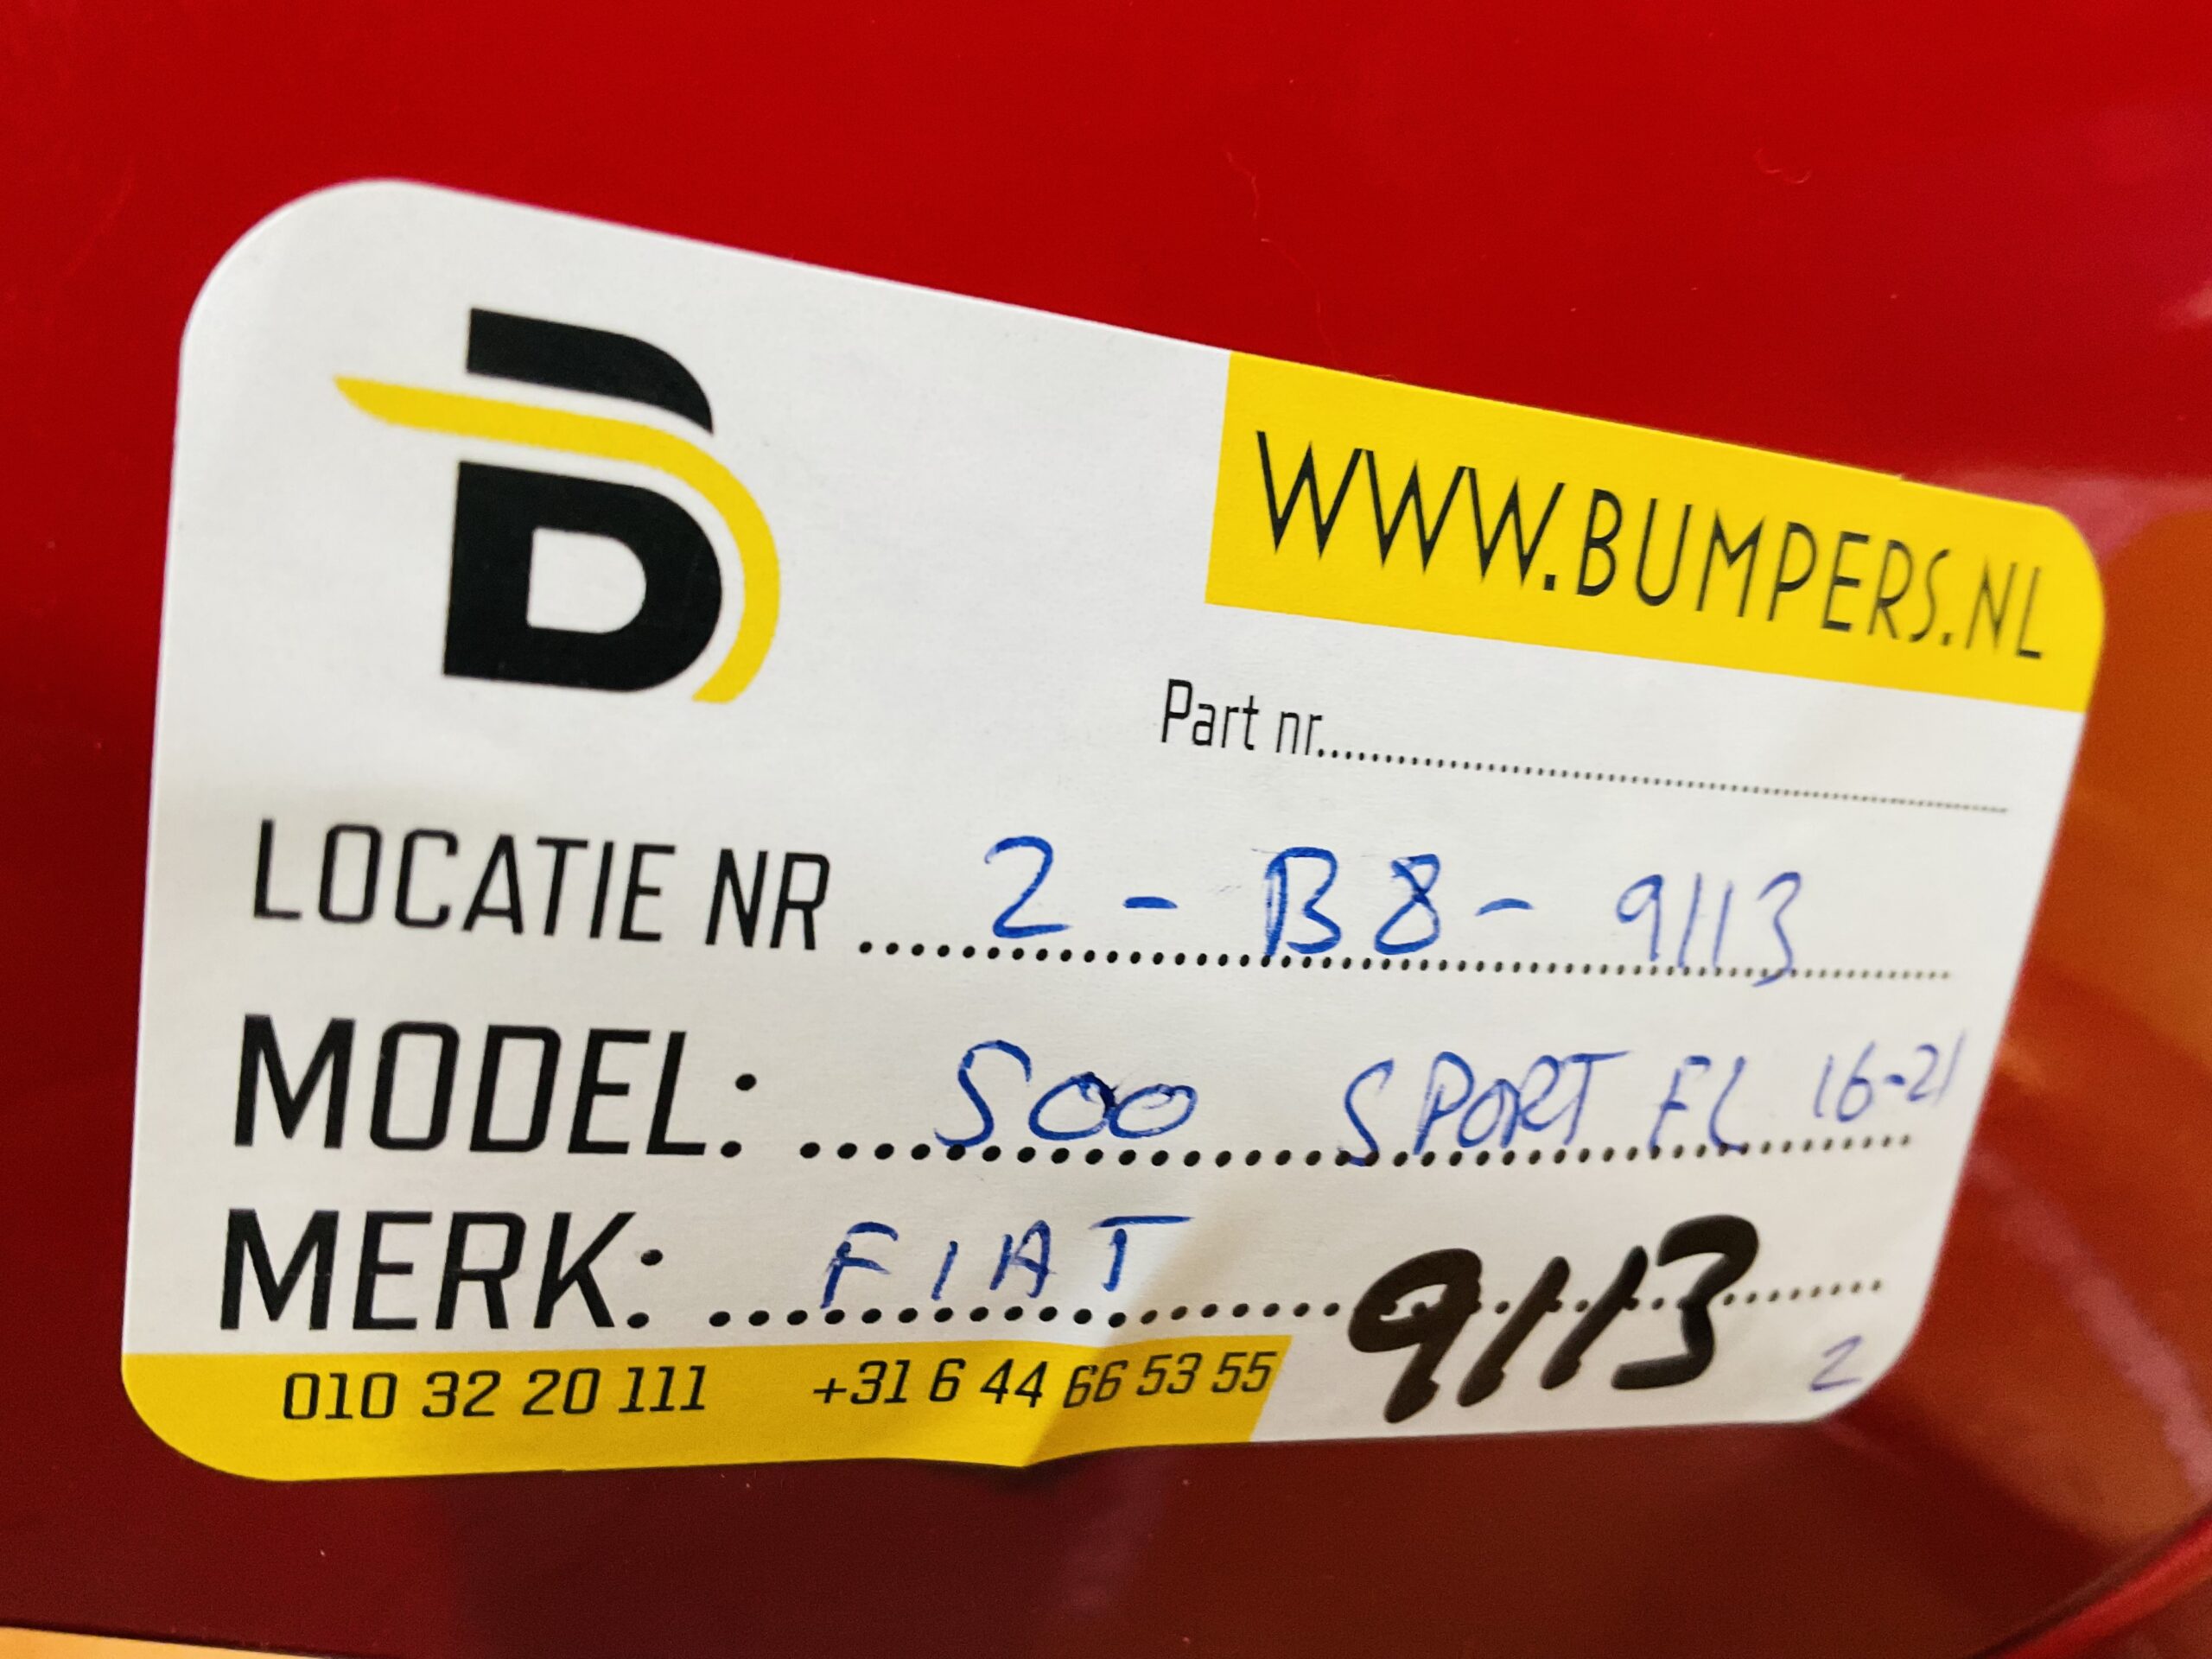 B
WWW.BUMPERS.NL
Part nr..............................
LOCATIE NR .......... 2 - B8 - 9113
MODEL: .......... 500 SPORT FL 16-21
MERK: .......... FIAT
9113
2
010 32 20 111 +31 6 44 66 53 55